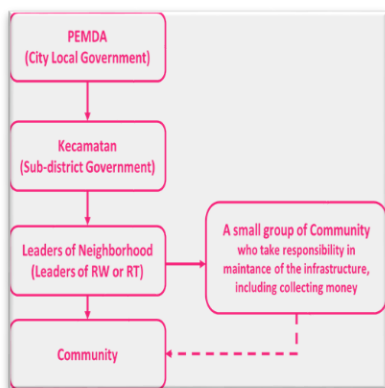 PEMDA
(City Local Government)
Kecamatan
(Sub-district Government)
Leaders of Neighborhood
(Leaders of RW or RT)
A small group of Community
who take responsibility in
maintance of the infrastructure,
including collecting money
Community